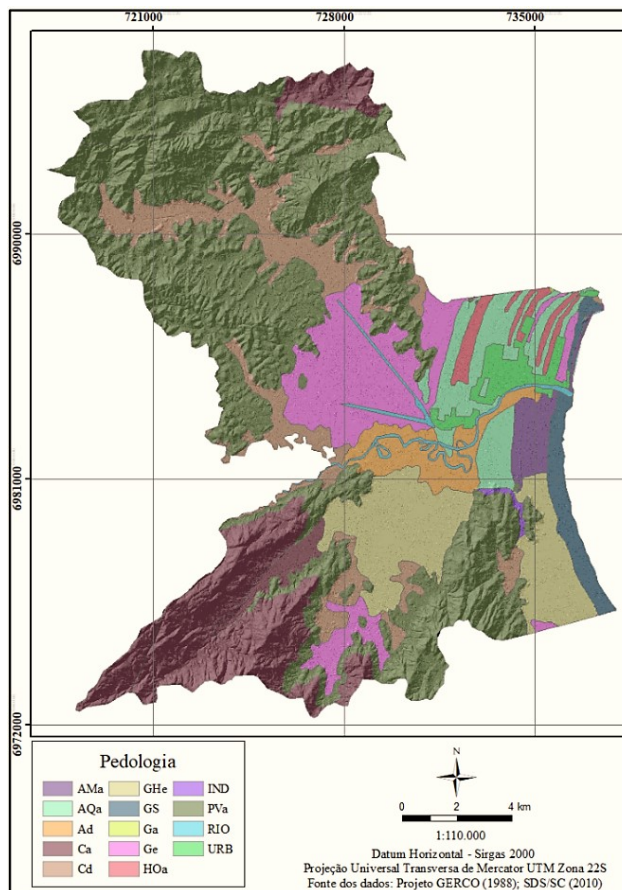 721000 728000 735000
6990000
6981000
6972000
Pedologia
AMa GHe IND
AQa GS PVa
Ad Ga RIO
Ca Ge URB
Cd HOa
N
0 2 4 km
1:110.000
Datum Horizontal - Sirgas 2000
Projeção Universal Transversa de Mercator UTM Zona 22S
Fonte dos dados: Projeto GERCO (1988); SDS/SC (2010)